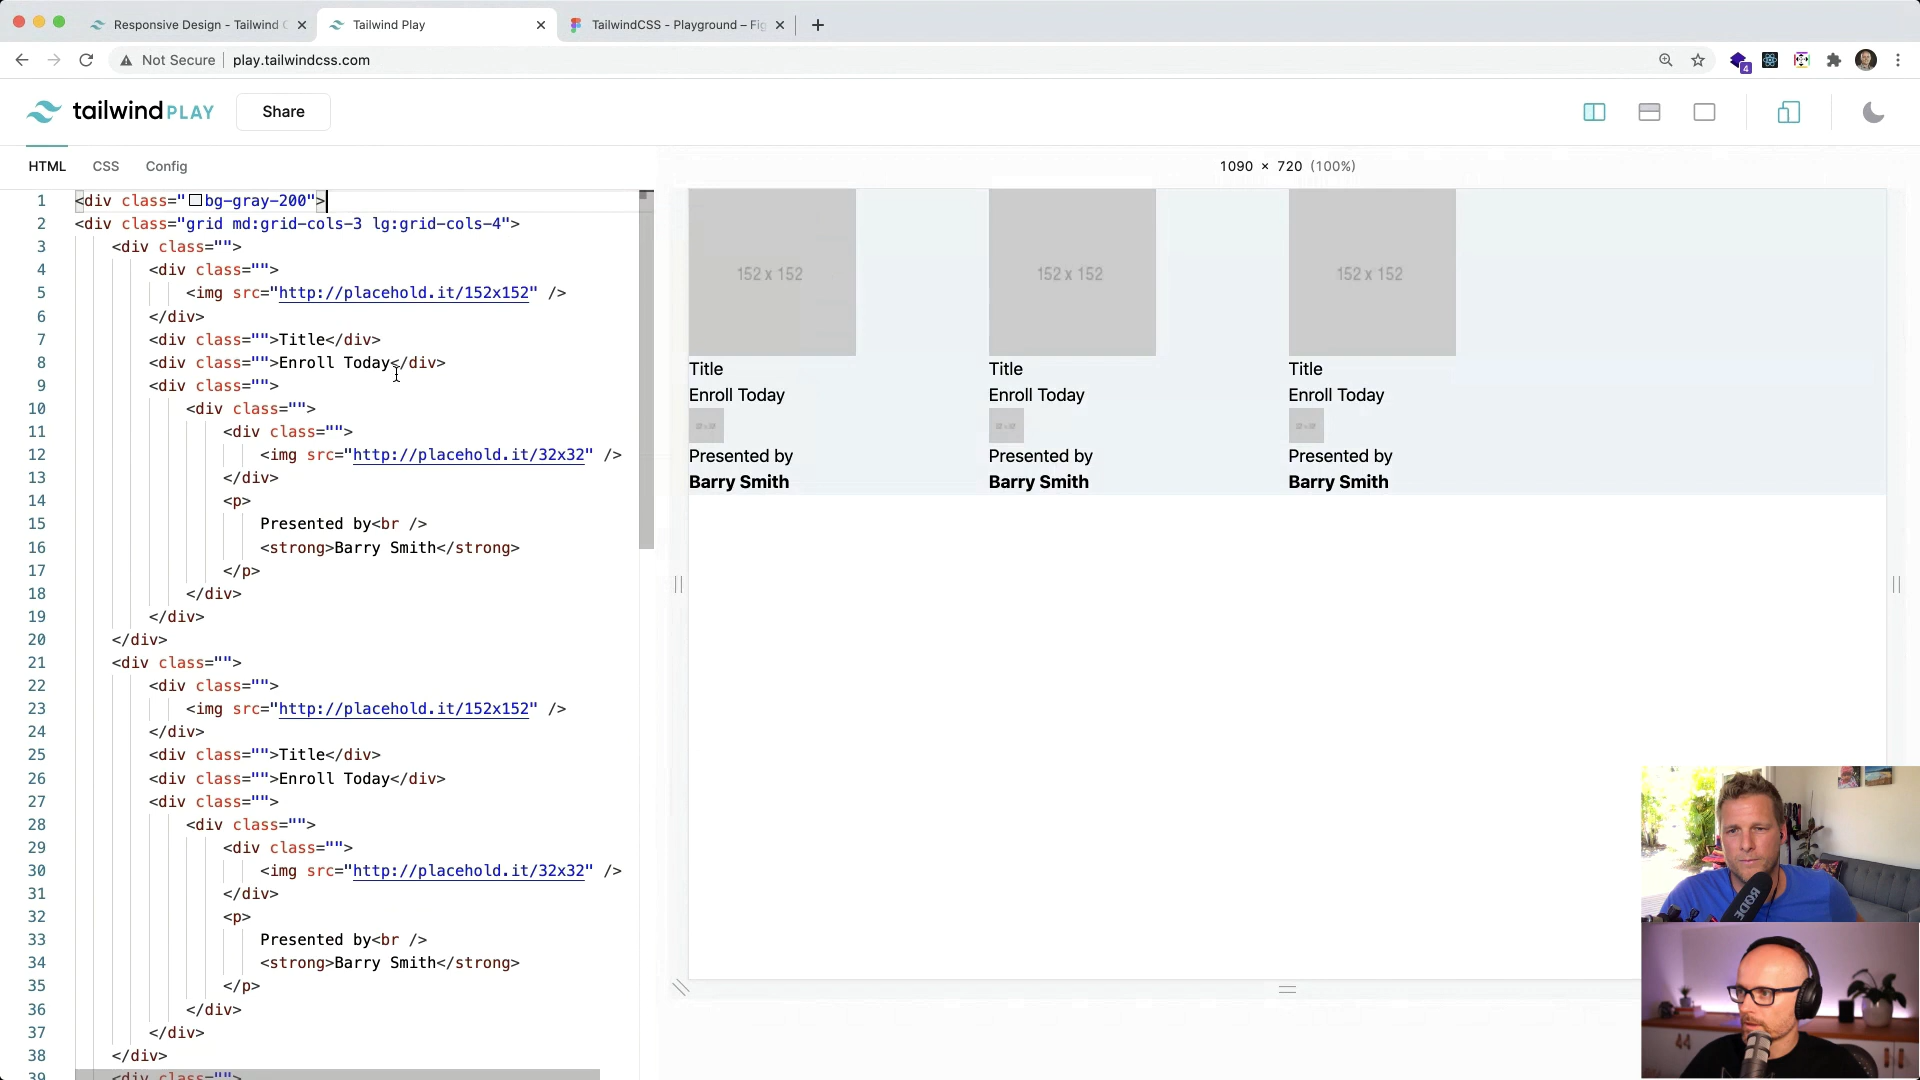 Responsive Design - Tailwind C
Tailwind Play
TailwindCSS - Playground – Fig
Not Secure
play.tailwindcss.com
4
tailwind PLAY
Share
HTML
CSS
Config
1090 × 720 (100%)
1 <div class="bg-gray-200">
2 <div class="grid md:grid-cols-3 lg:grid-cols-4">
3 <div class="">
4 <div class="">
5 <img src="http://placehold.it/152x152" />
6 </div>
7 <div class="">Title</div>
8 <div class="">Enroll Today</div>
9 <div class="">
10 <div class="">
11 <div class="">
12 <img src="http://placehold.it/32x32" />
13 </div>
14 <p>
15 Presented by<br />
16 <strong>Barry Smith</strong>
17 </p>
18 </div>
19 </div>
20 </div>
21 <div class="">
22 <div class="">
23 <img src="http://placehold.it/152x152" />
24 </div>
25 <div class="">Title</div>
26 <div class="">Enroll Today</div>
27 <div class="">
28 <div class="">
29 <div class="">
30 <img src="http://placehold.it/32x32" />
31 </div>
32 <p>
33 Presented by<br />
34 <strong>Barry Smith</strong>
35 </p>
36 </div>
37 </div>
38 </div>
39 <div class="">
152 x 152
Title
Enroll Today
Presented by
Barry Smith
152 x 152
Title
Enroll Today
Presented by
Barry Smith
152 x 152
Title
Enroll Today
Presented by
Barry Smith
RØDE